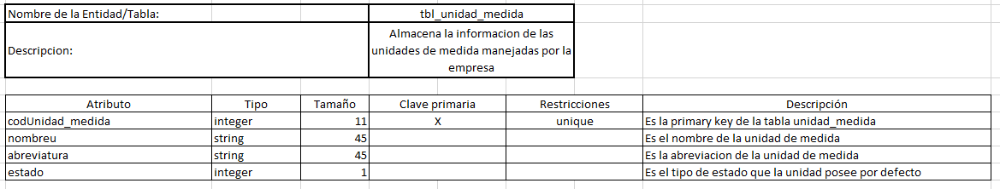 Nombre de la Entidad/Tabla: tbl_unidad_medida
Descripcion: Almacena la informacion de las
unidades de medida manejadas por la
empresa
Atributo Tipo Tamaño Clave primaria Restricciones Descripción
codUnidad_medida integer 11 X unique Es la primary key de la tabla unidad_medida
nombreu string 45 Es el nombre de la unidad de medida
abreviatura string 45 Es la abreviacion de la unidad de medida
estado integer 1 Es el tipo de estado que la unidad posee por defecto